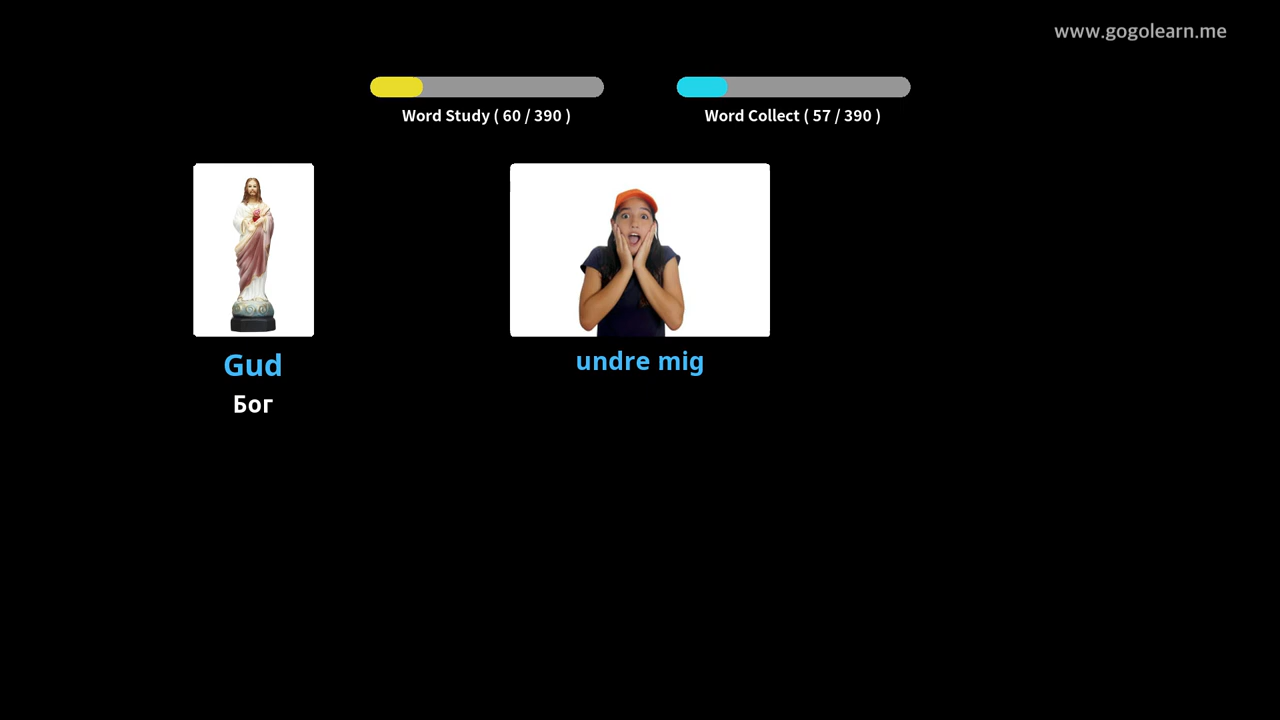 www.gogolearn.me
Word Study ( 60 / 390 )
Word Collect ( 57 / 390 )
Gud
Бог
undre mig